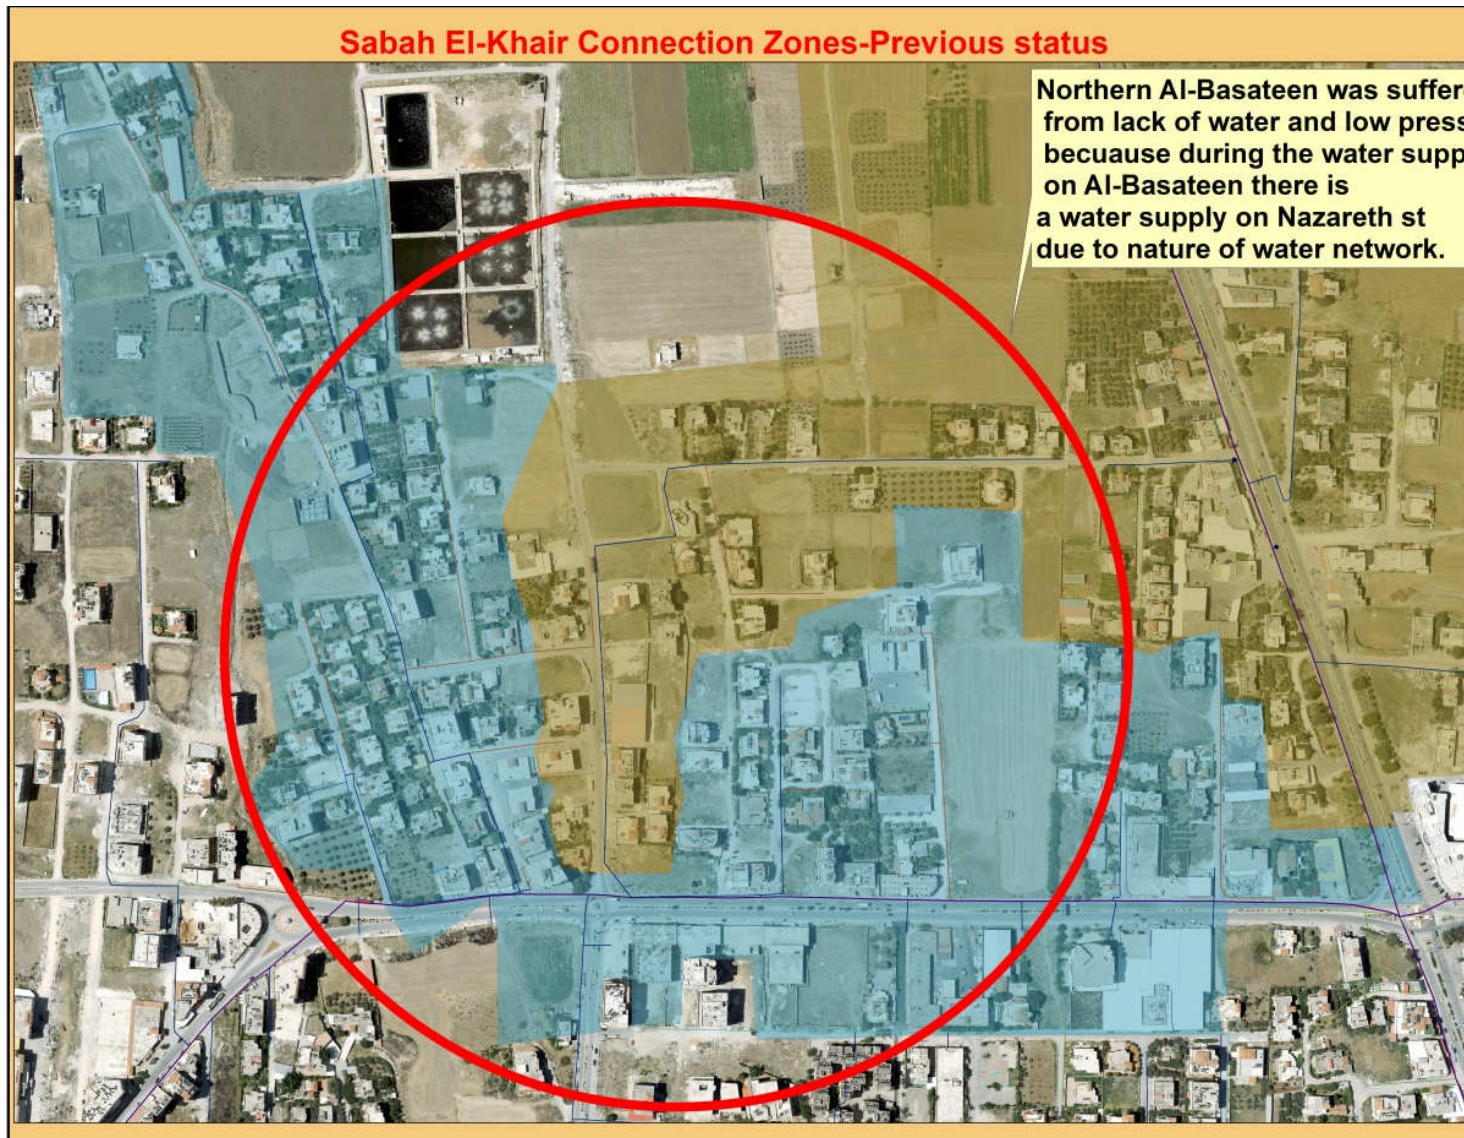 Sabah El-Khair Connection Zones-Previous status
Northern Al-Basateen was suffere
from lack of water and low press
becuause during the water supp
on Al-Basateen there is
a water supply on Nazareth st
due to nature of water network.